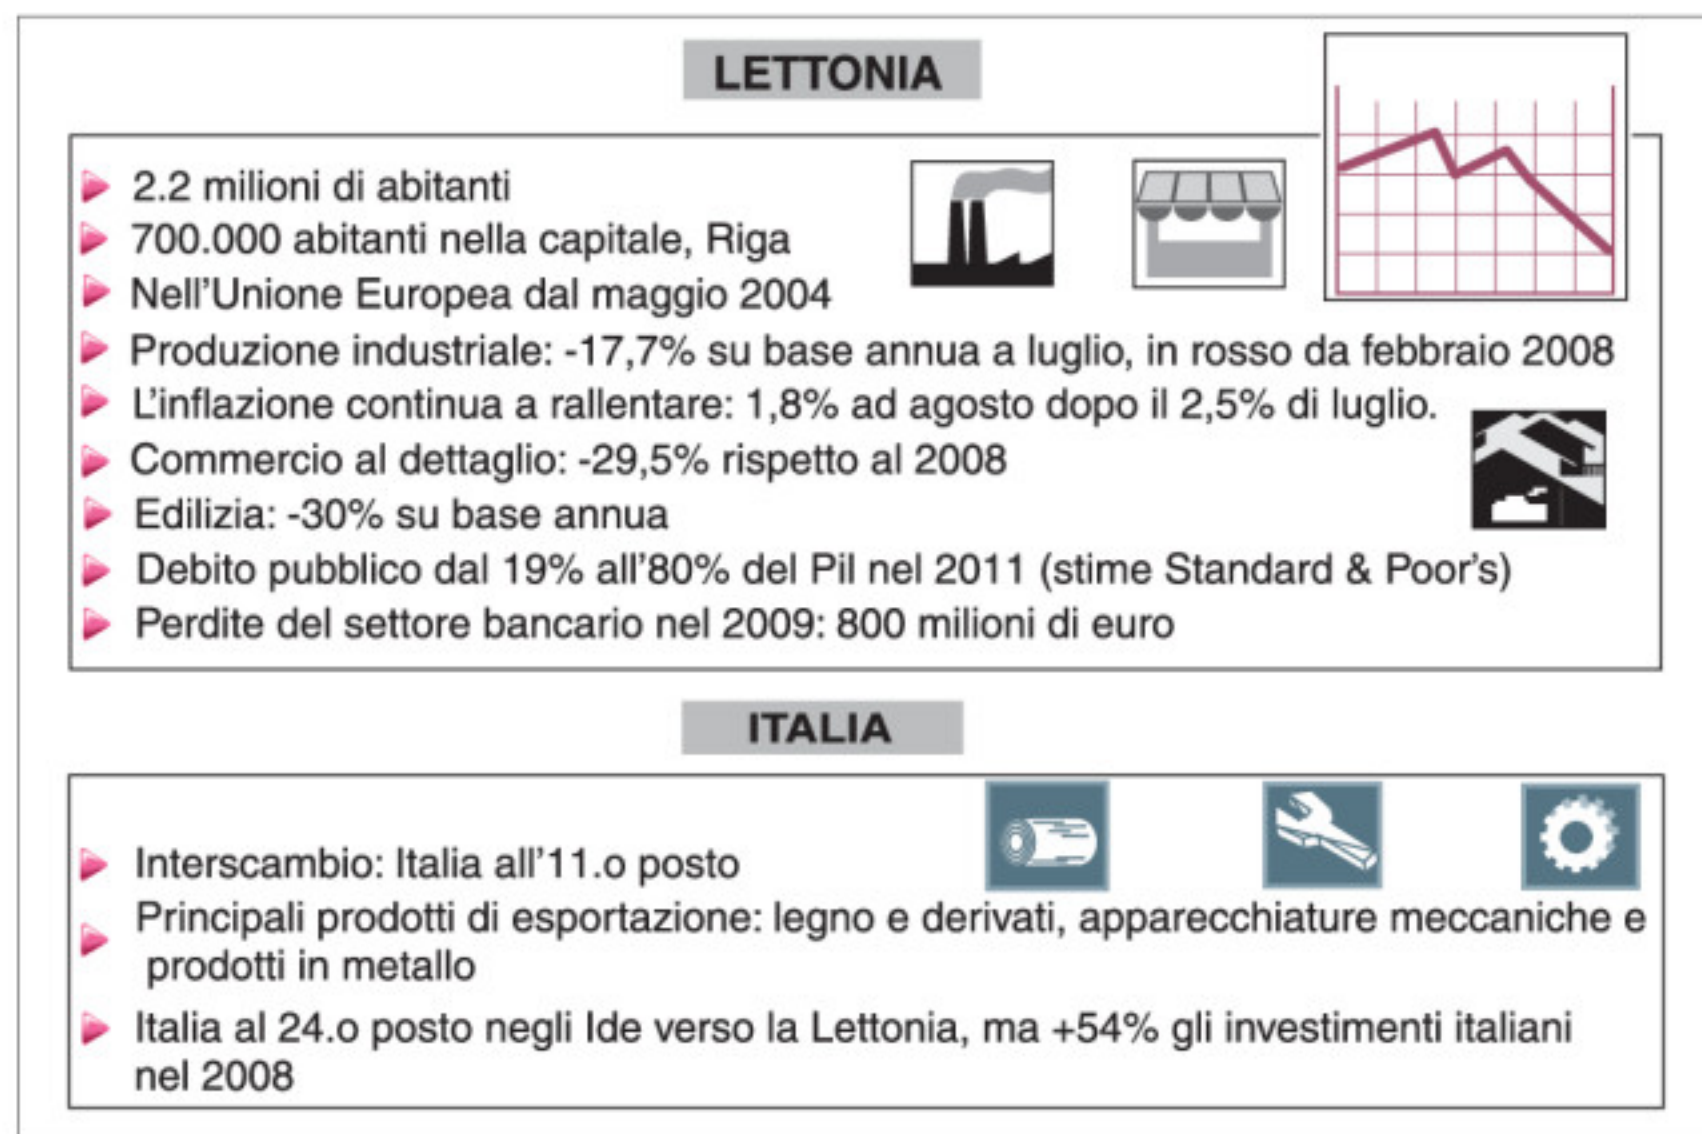 LETTONIA
2.2 milioni di abitanti
700.000 abitanti nella capitale, Riga
Nell'Unione Europea dal maggio 2004
Produzione industriale: -17,7% su base annua a luglio, in rosso da febbraio 2008
L'inflazione continua a rallentare: 1,8% ad agosto dopo il 2,5% di luglio.
Commercio al dettaglio: -29,5% rispetto al 2008
Edilizia: -30% su base annua
Debito pubblico dal 19% all'80% del Pil nel 2011 (stime Standard & Poor's)
Perdite del settore bancario nel 2009: 800 milioni di euro
ITALIA
Interscambio: Italia all'11.o posto
Principali prodotti di esportazione: legno e derivati, apparecchiature meccaniche e
prodotti in metallo
Italia al 24.o posto negli Ide verso la Lettonia, ma +54% gli investimenti italiani
nel 2008